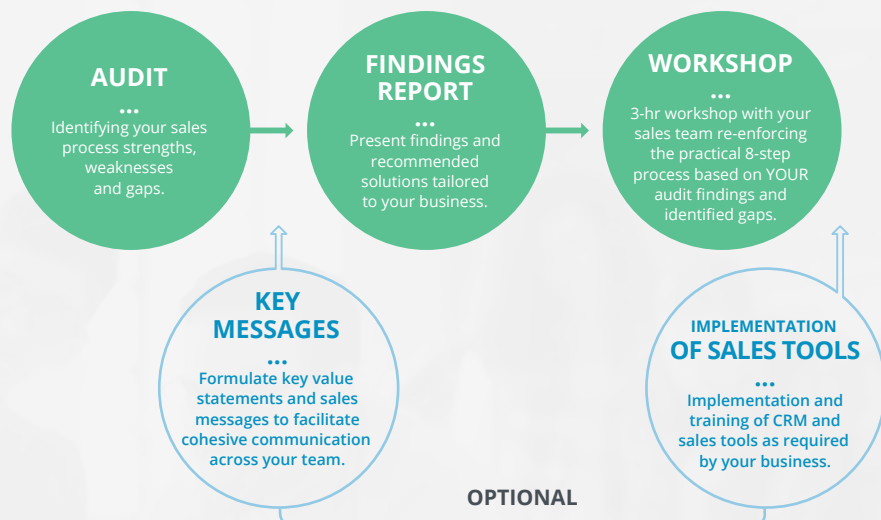 AUDIT
...
Identifying your sales
process strengths,
weaknesses
and gaps.
FINDINGS
REPORT
...
Present findings and
recommended
solutions tailored
to your business.
WORKSHOP
...
3-hr workshop with your
sales team re-enforcing
the practical 8-step
process based on YOUR
audit findings and
identified gaps.
KEY
MESSAGES
...
Formulate key value
statements and sales
messages to facilitate
cohesive communication
across your team.
IMPLEMENTATION
OF SALES TOOLS
...
Implementation and
training of CRM and
sales tools as required
by your business.
OPTIONAL